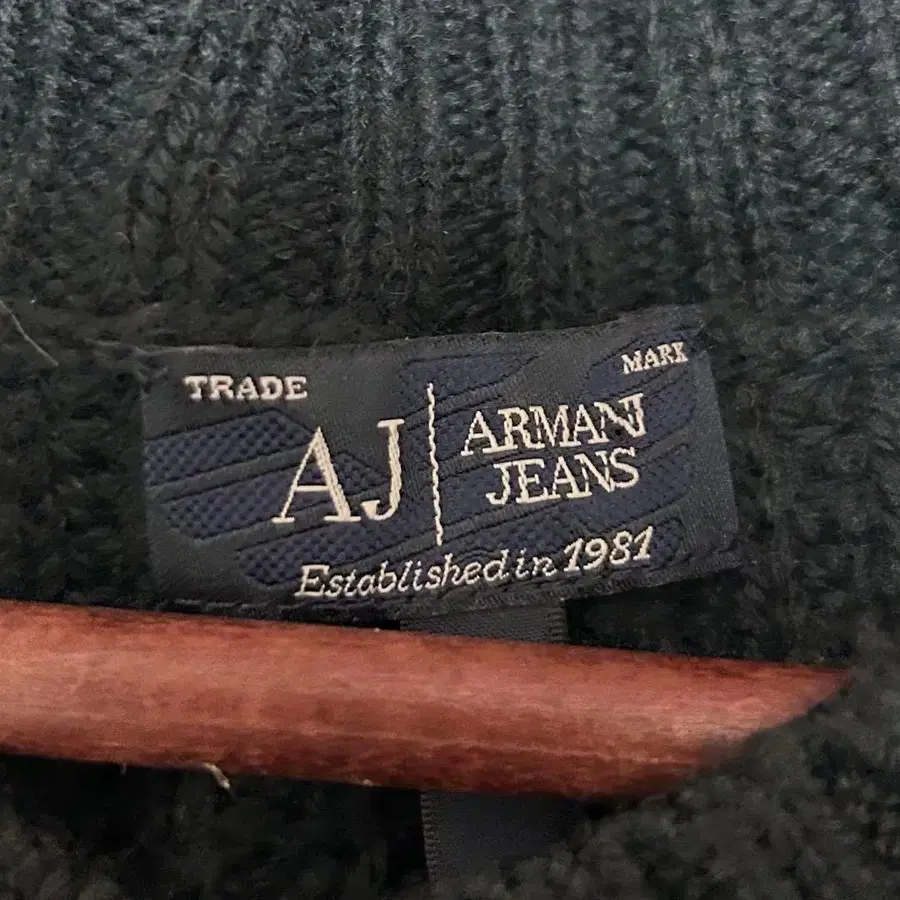 TRADE MARK
AJ
ARMANI
JEANS
Established in 1981